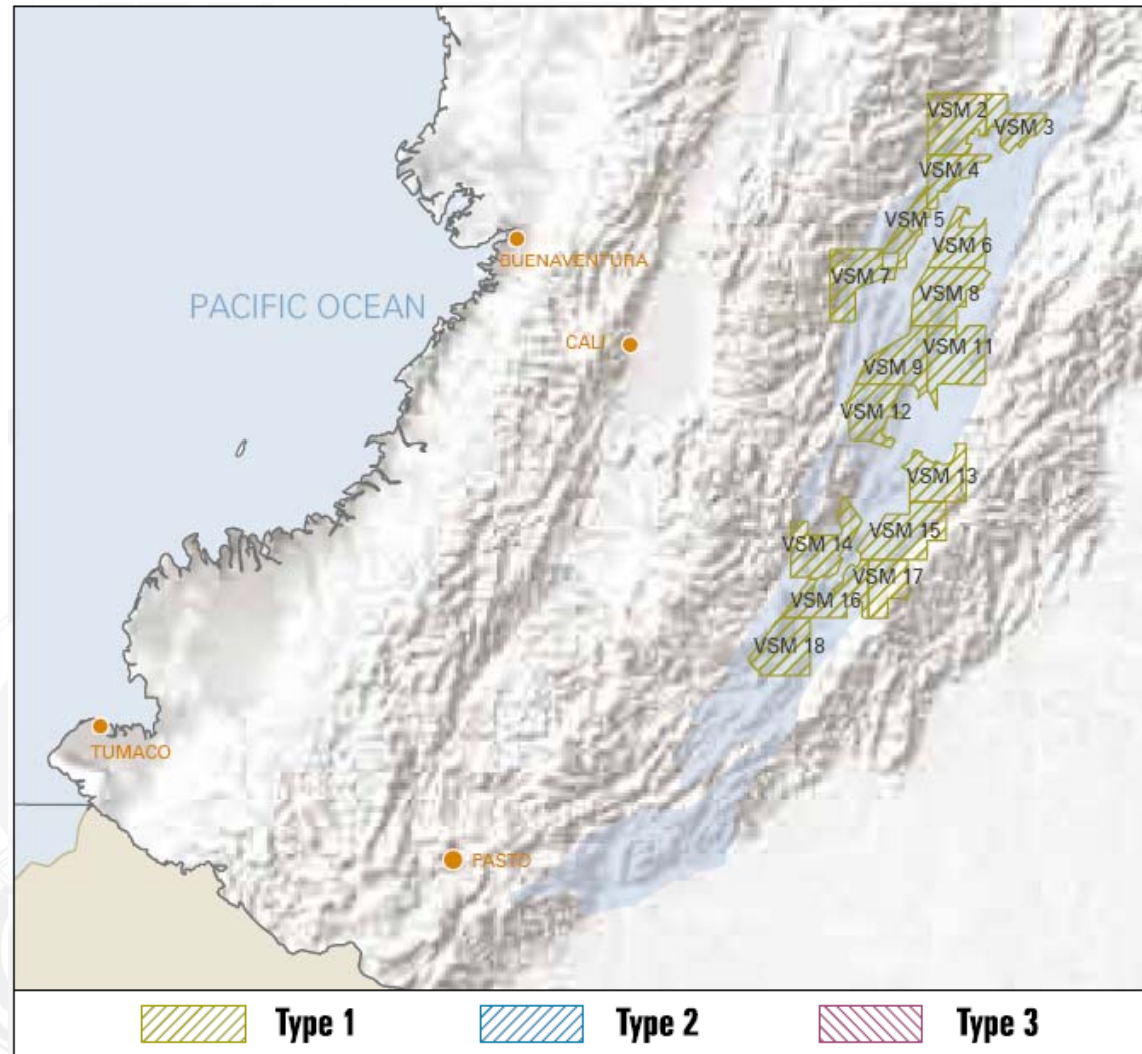 VSM 2
VSM 3
VSM 4
VSM 5
BUENAVENTURA
VSM 6
VSM 7
VSM 8
PACIFIC OCEAN
CALI
VSM 11
VSM 9
VSM 12
VSM 13
VSM 15
VSM 14
VSM 17
VSM 16
VSM 18
TUMACO
PASTO
Type 1 Type 2 Type 3